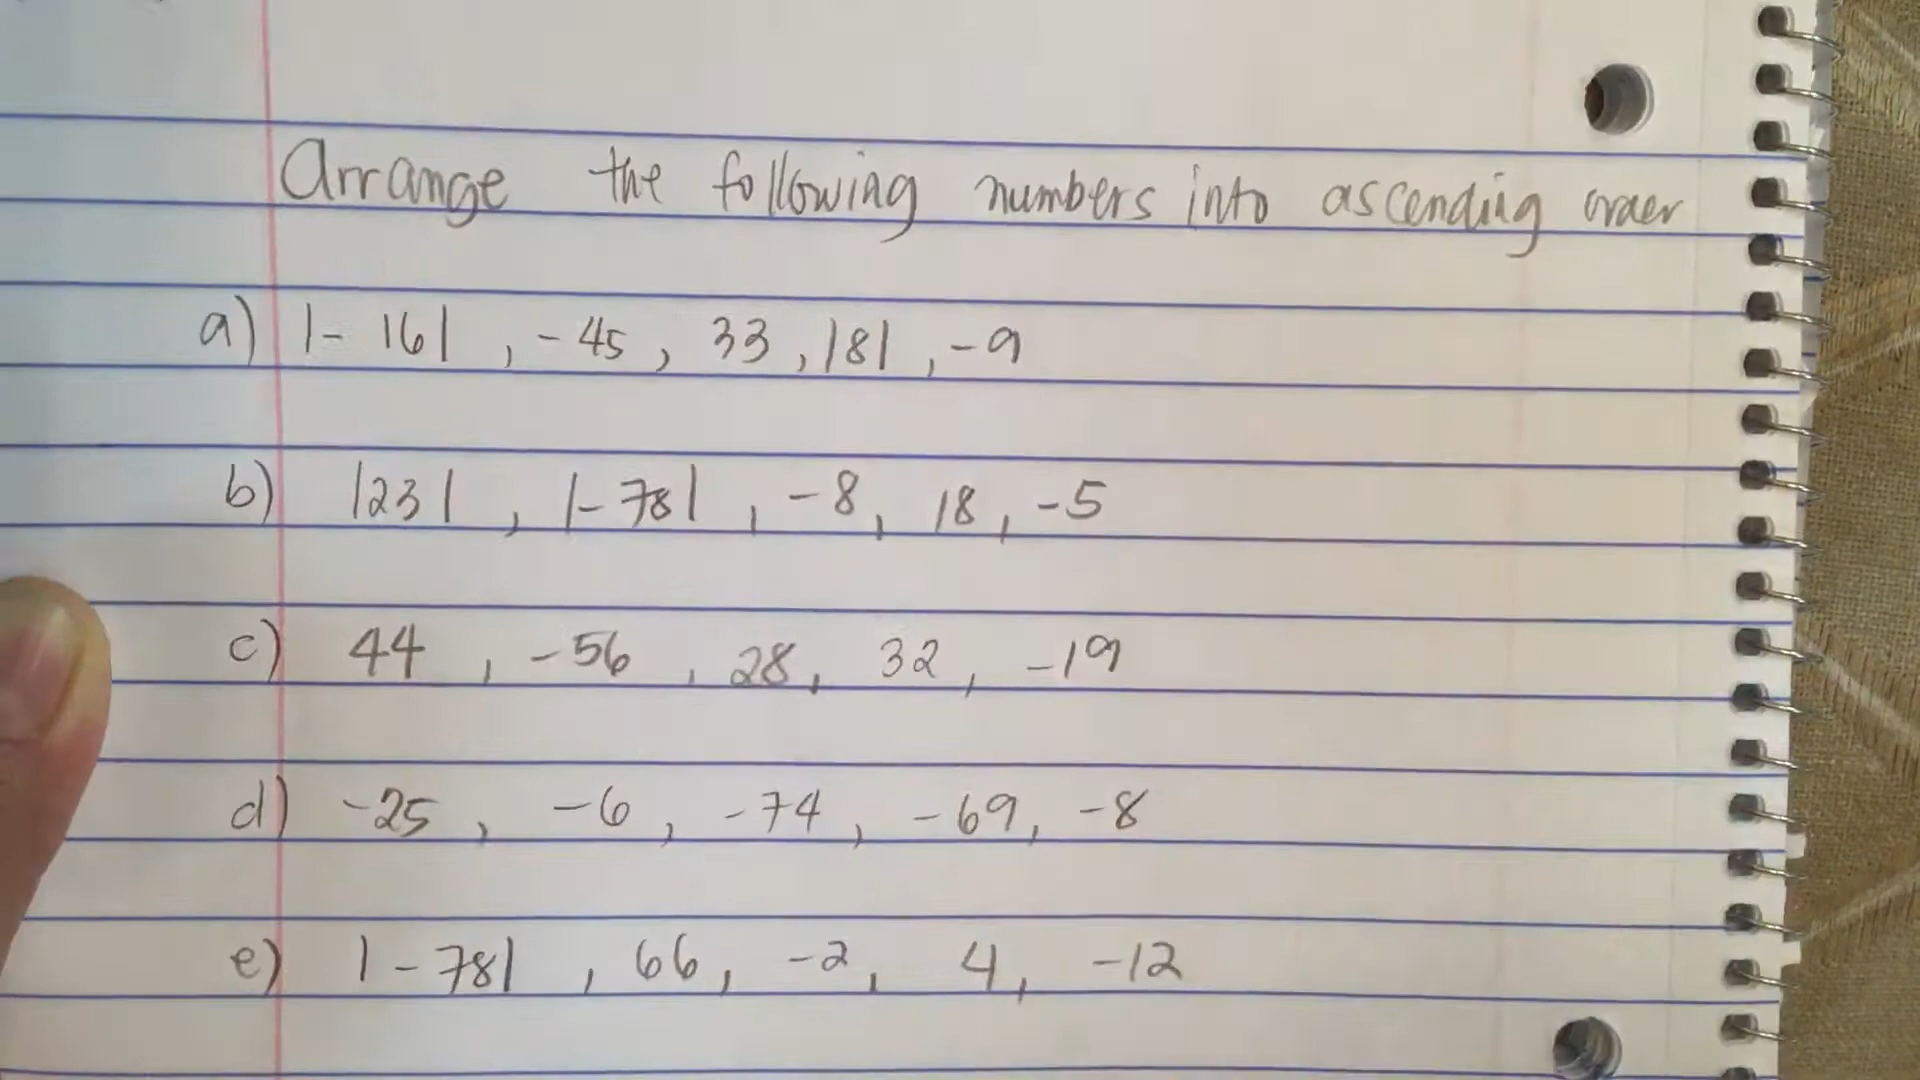 Arrange the following numbers into ascending order
a) |- 16| , - 45 , 33 , |8| , -9
b) |23| , |- 78| , -8, 18, -5
c) 44 , -56 , 28, 32, -19
d) -25 , -6 , -74 , -69, -8
e) |-78| , 66, -2, 4, -12